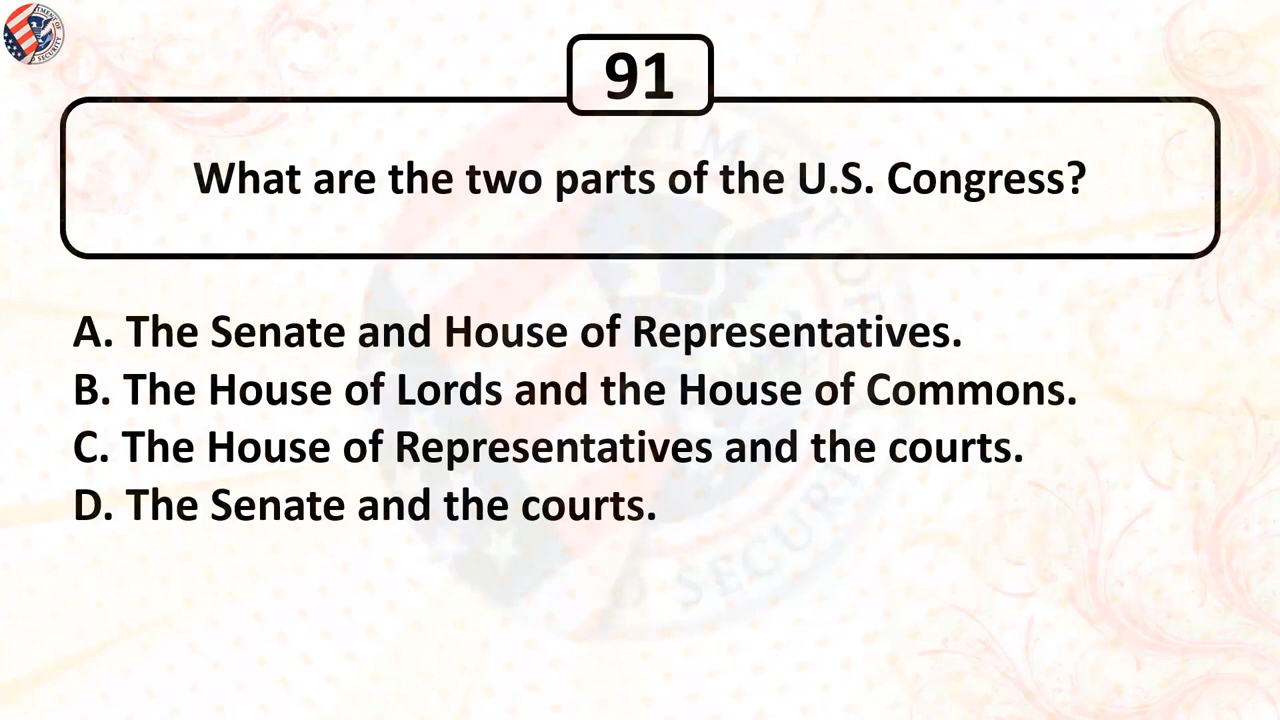 91
What are the two parts of the U.S. Congress?
A. The Senate and House of Representatives.
B. The House of Lords and the House of Commons.
C. The House of Representatives and the courts.
D. The Senate and the courts.